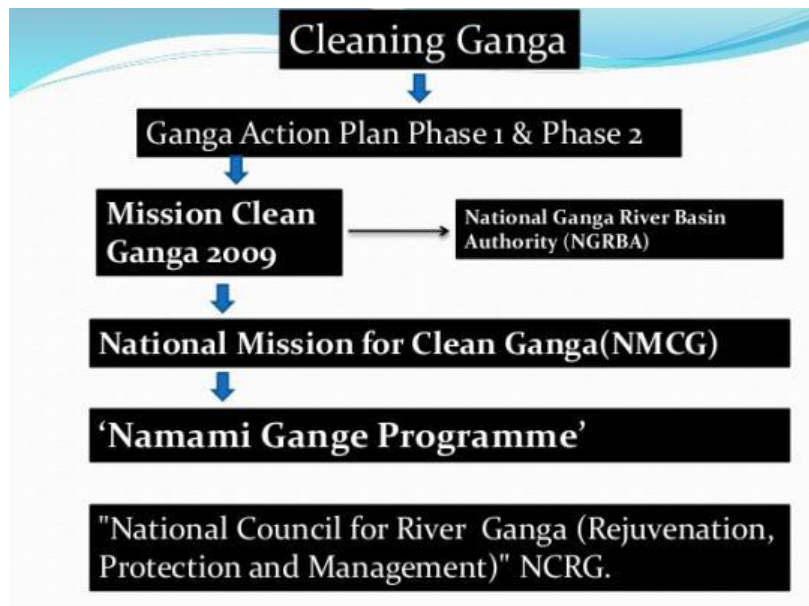 Cleaning Ganga
Ganga Action Plan Phase 1 & Phase 2
Mission Clean
Ganga 2009
National Ganga River Basin
Authority (NGRBA)
National Mission for Clean Ganga(NMCG)
‘Namami Gange Programme’
"National Council for River Ganga (Rejuvenation,
Protection and Management)" NCRG.